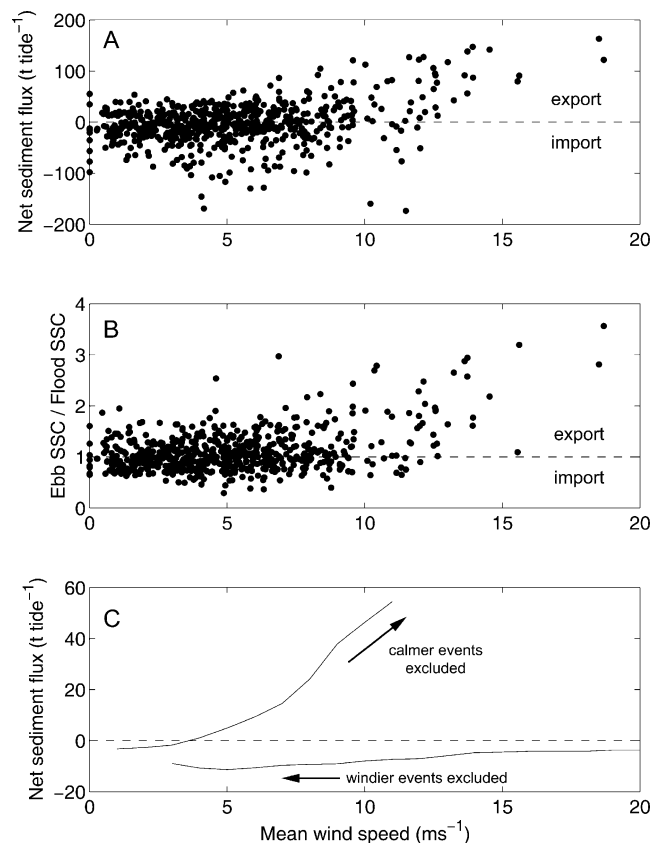 A
Net sediment flux (t tide⁻¹)
200
100
0
−100
−200
export
import
0 5 10 15 20
B
Ebb SSC / Flood SSC
4
3
2
1
0
export
import
0 5 10 15 20
C
Net sediment flux (t tide⁻¹)
60
40
20
0
−20
calmer events
excluded
windier events excluded
0 5 10 15 20
Mean wind speed (ms⁻¹)